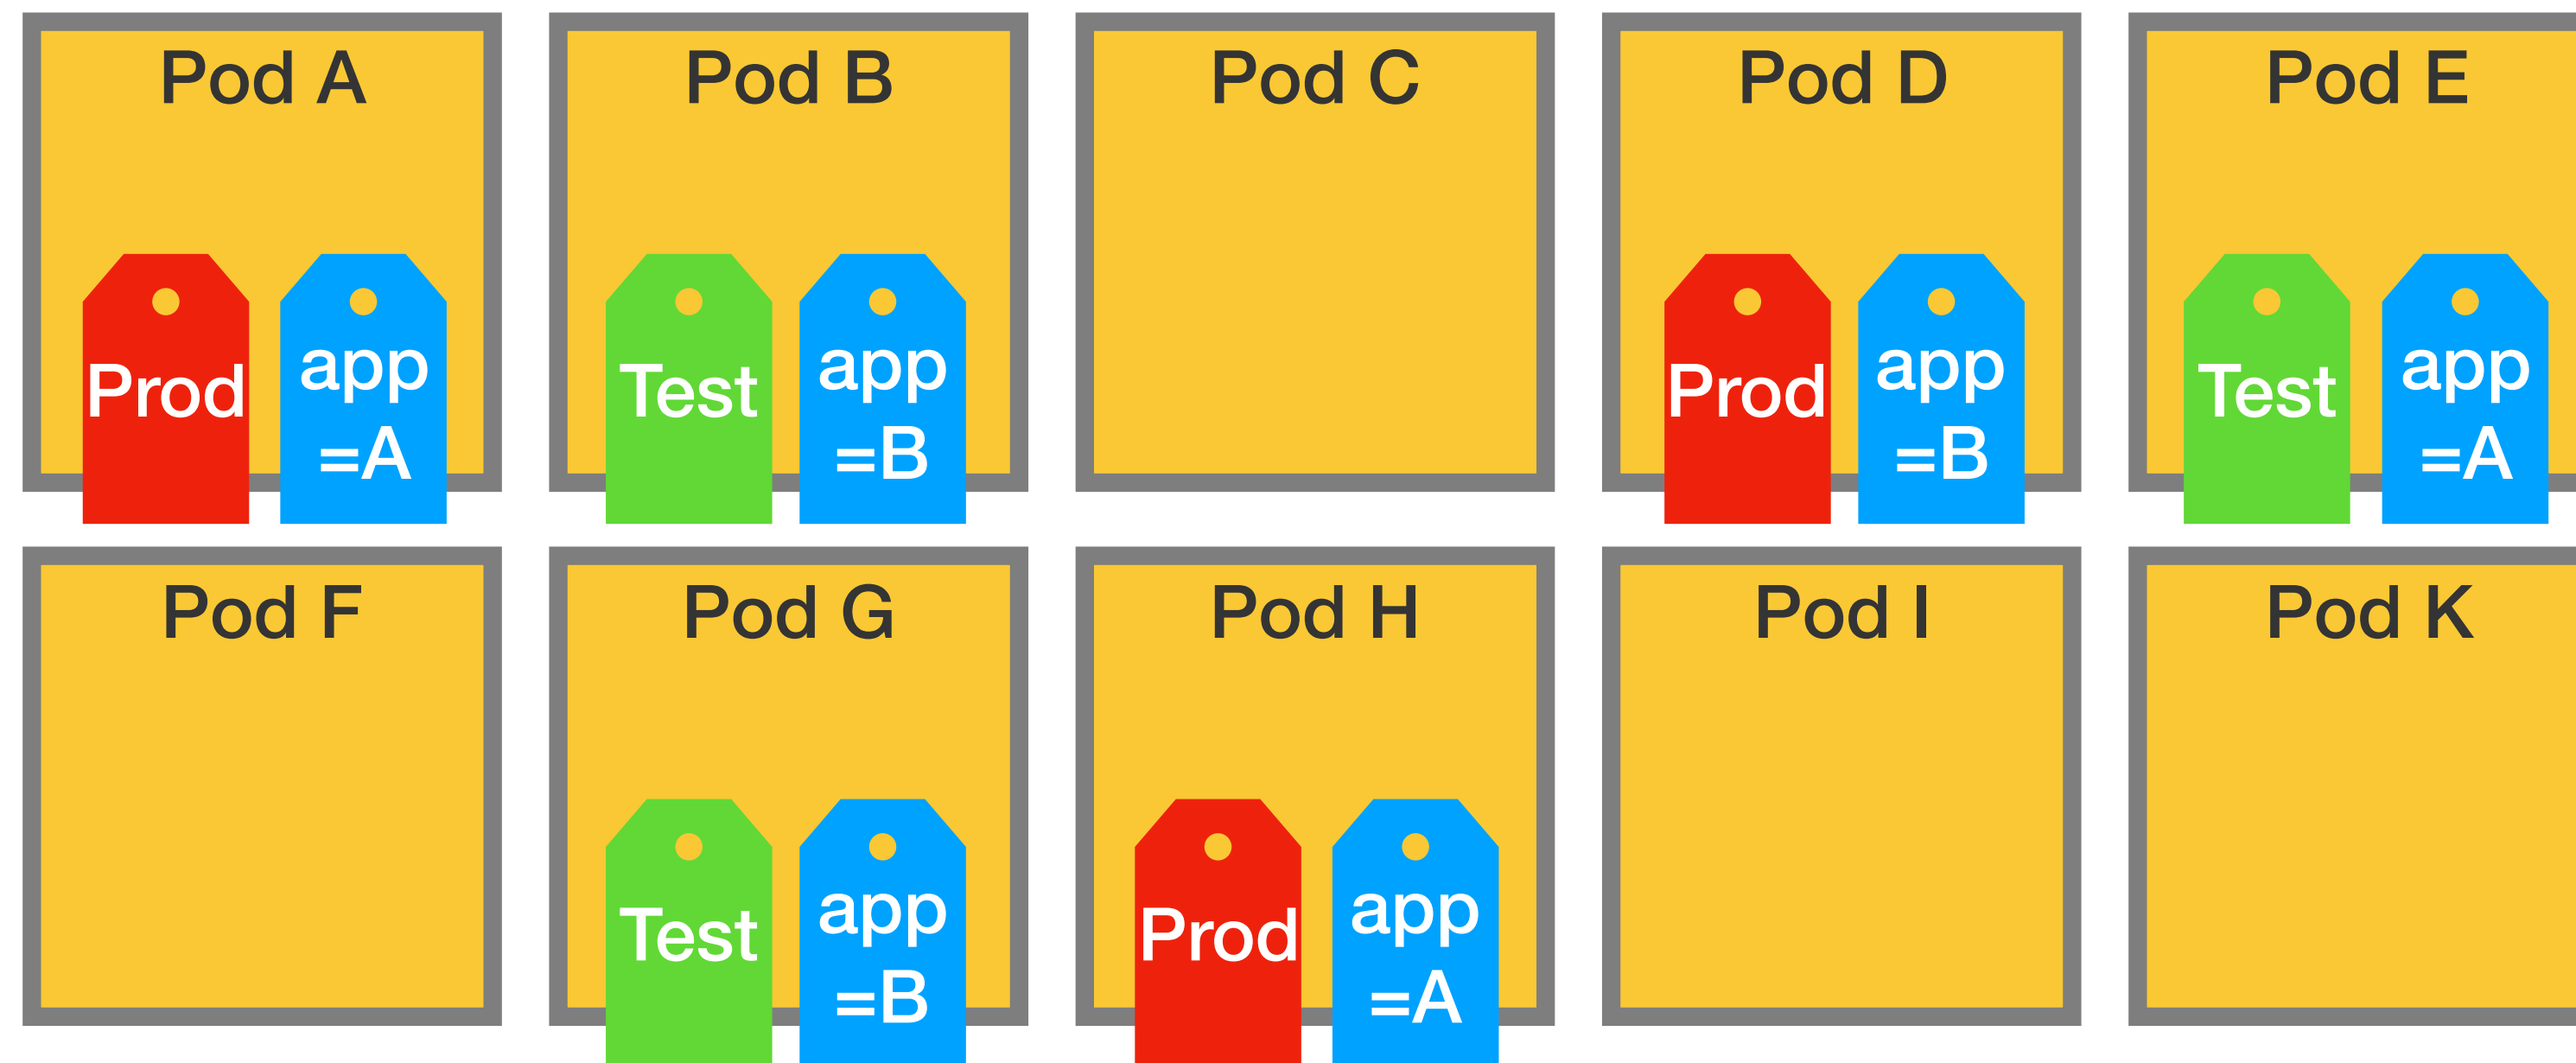 Pod A
Pod B
Pod C
Pod D
Pod E
Prod
app
=A
Test
app
=B
Prod
app
=B
Test
app
=A
Pod F
Pod G
Pod H
Pod I
Pod K
Test
app
=B
Prod
app
=A